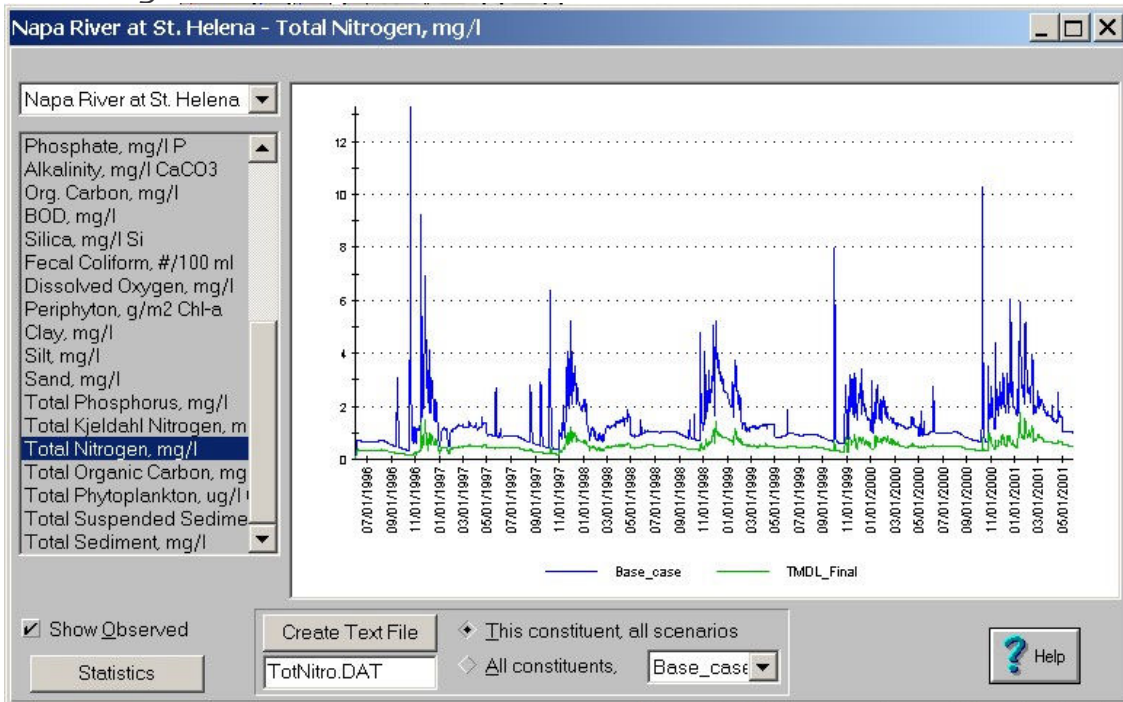 Napa River at St. Helena - Total Nitrogen, mg/l
Napa River at St. Helena
Phosphate, mg/l P
Alkalinity, mg/l CaCO3
Org. Carbon, mg/l
BOD, mg/l
Silica, mg/l Si
Fecal Coliform, #/100 ml
Dissolved Oxygen, mg/l
Periphyton, g/m2 Chl-a
Clay, mg/l
Silt, mg/l
Sand, mg/l
Total Phosphorus, mg/l
Total Kjeldahl Nitrogen, m
Total Nitrogen, mg/l
Total Organic Carbon, mg
Total Phytoplankton, ug/l
Total Suspended Sedime
Total Sediment, mg/l
12
10
8
6
4
2
0
07/01/1996
09/01/1996
11/01/1996
01/01/1997
03/01/1997
05/01/1997
07/01/1997
09/01/1997
11/01/1997
01/01/1998
03/01/1998
05/01/1998
07/01/1998
09/01/1998
11/01/1998
01/01/1999
03/01/1999
05/01/1999
07/01/1999
09/01/1999
11/01/1999
01/01/2000
03/01/2000
05/01/2000
07/01/2000
09/01/2000
11/01/2000
01/01/2001
03/01/2001
05/01/2001
Base_case TMDL_Final
Show Observed
Statistics
Create Text File
TotNitro.DAT
This constituent, all scenarios
All constituents,
Base_case
Help